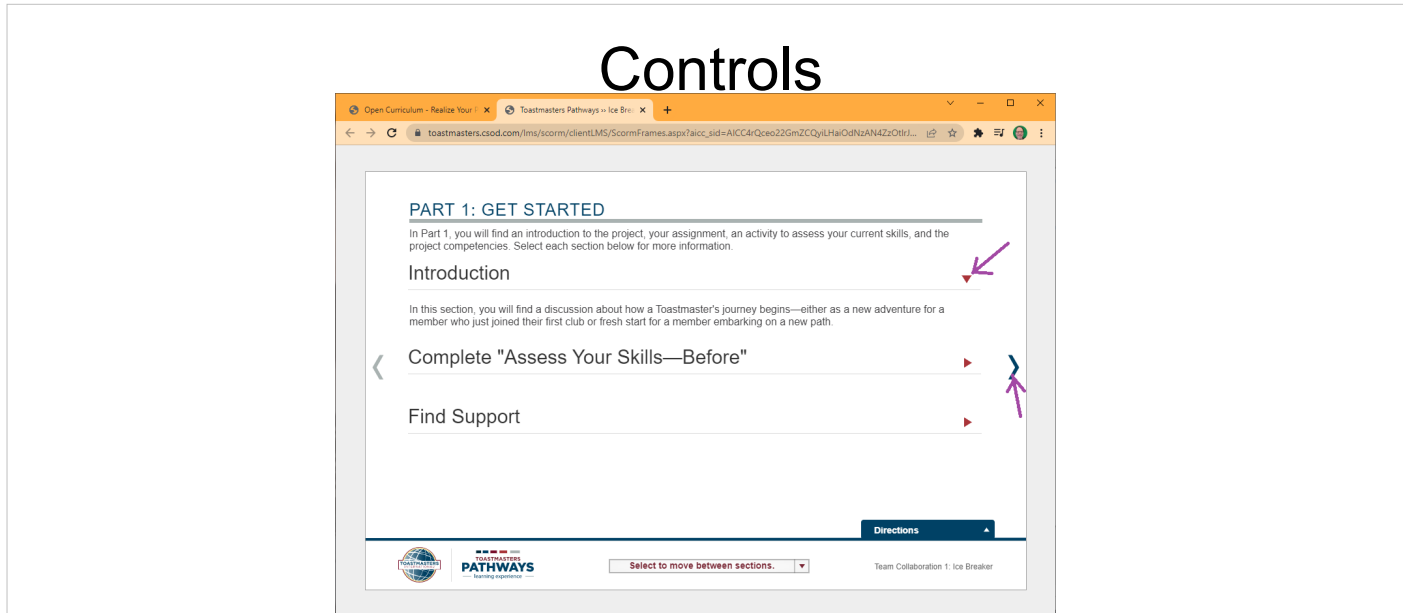 Controls
Open Curriculum - Realize Your
Toastmasters Pathways ›› Ice Brea
toastmasters.csod.com/lms/scorm/clientLMS/ScormFrames.aspx?aicc_sid=AICC4rQceo22GmZCQyiLHaiOdNzAN4ZzOtIrJ...
PART 1: GET STARTED
In Part 1, you will find an introduction to the project, your assignment, an activity to assess your current skills, and the
project competencies. Select each section below for more information.
Introduction
In this section, you will find a discussion about how a Toastmaster's journey begins—either as a new adventure for a
member who just joined their first club or fresh start for a member embarking on a new path.
Complete "Assess Your Skills—Before"
Find Support
Directions
TOASTMASTERS
INTERNATIONAL
TOASTMASTERS
PATHWAYS
learning experience
Select to move between sections.
Team Collaboration 1: Ice Breaker